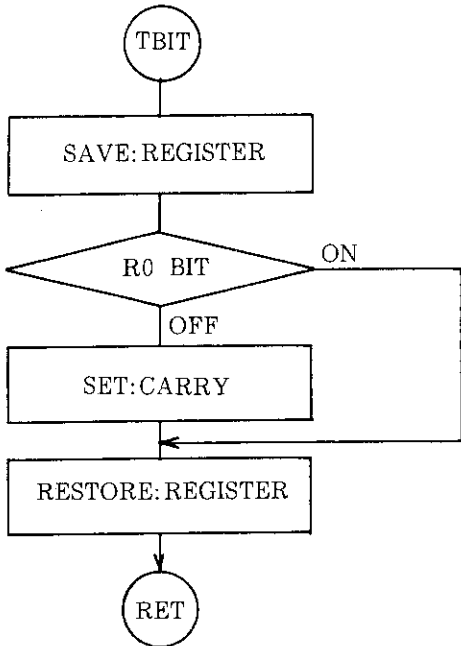 TBIT
SAVE:REGISTER
R0 BIT
ON
OFF
SET:CARRY
RESTORE:REGISTER
RET